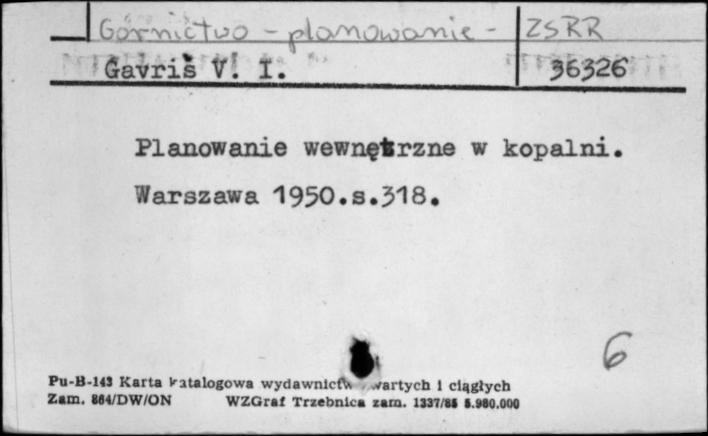 Górnictwo - planowanie - ZSRR
Gavriš V. I. 36326
Planowanie wewnętrzne w kopalni.
Warszawa 1950.s.318.
6
Pu-B-143 Karta katalogowa wydawnictw zwartych i ciągłych
Zam. 864/DW/ON WZGraf Trzebnica zam. 1337/85 5.980.000